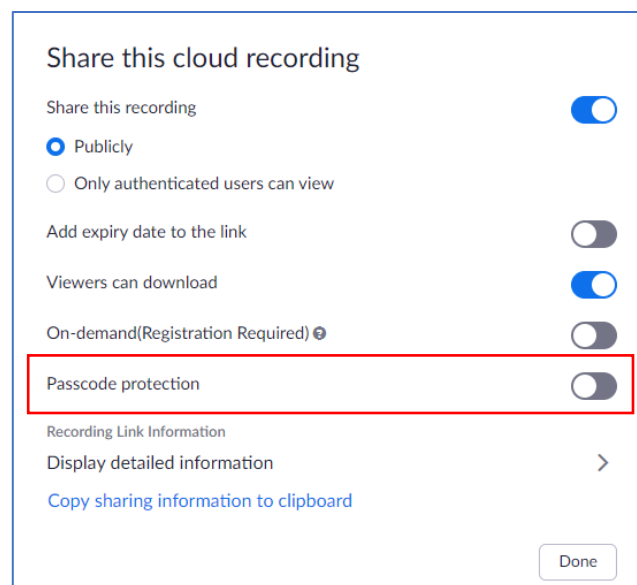 Share this cloud recording
Share this recording
Publicly
Only authenticated users can view
Add expiry date to the link
Viewers can download
On-demand(Registration Required)
Passcode protection
Recording Link Information
Display detailed information
Copy sharing information to clipboard
Done